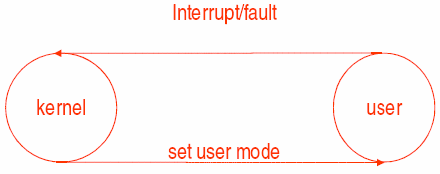 Interrupt/fault
kernel
user
set user mode